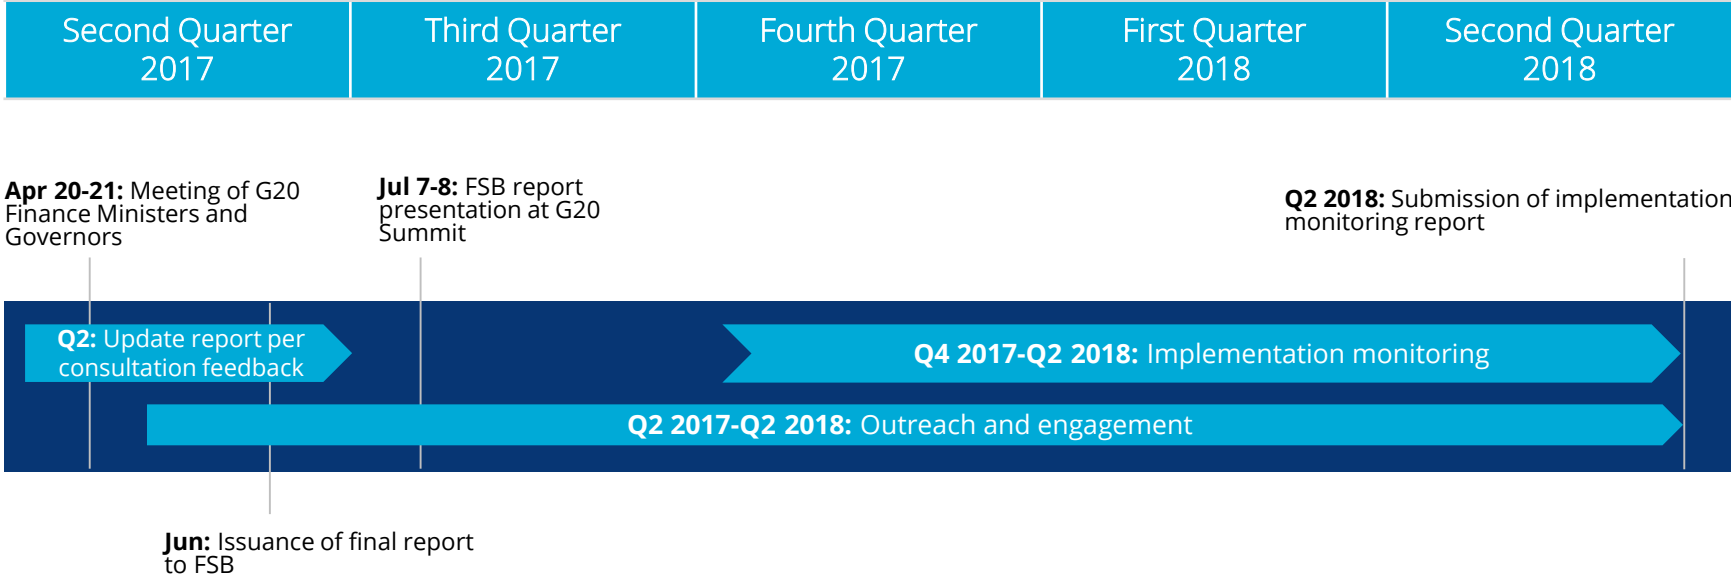 Second Quarter
2017
Third Quarter
2017
Fourth Quarter
2017
First Quarter
2018
Second Quarter
2018
Apr 20-21: Meeting of G20
Finance Ministers and
Governors
Jul 7-8: FSB report
presentation at G20
Summit
Q2 2018: Submission of implementation
monitoring report
Q2: Update report per
consultation feedback
Q4 2017-Q2 2018: Implementation monitoring
Q2 2017-Q2 2018: Outreach and engagement
Jun: Issuance of final report
to FSB